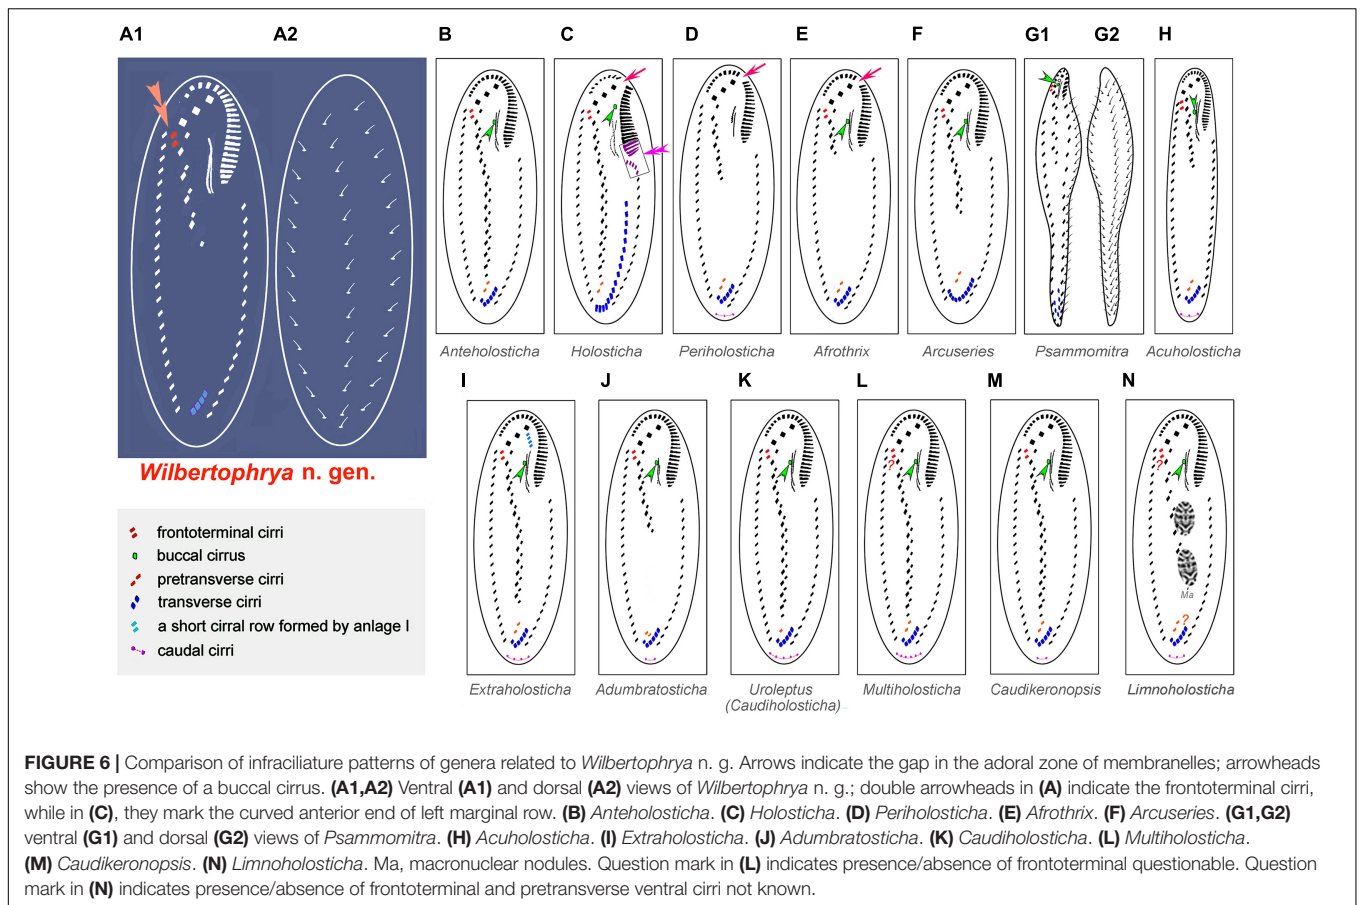 A1 A2 B C D E F G1 G2 H
Anteholosticha Holosticha Periholosticha Afrothrix Arcuseries Psammomitra Acuholosticha
I J K L M N
Wilbertophrya n. gen.
? ?
Ma
?
frontoterminal cirri
buccal cirrus
pretransverse cirri
transverse cirri
a short cirral row formed by anlage I
caudal cirri
Extraholosticha Adumbratosticha Uroleptus Multiholosticha Caudikeronopsis Limnoholosticha
(Caudiholosticha)
FIGURE 6 | Comparison of infraciliature patterns of genera related to Wilbertophrya n. g. Arrows indicate the gap in the adoral zone of membranelles; arrowheads
show the presence of a buccal cirrus. (A1,A2) Ventral (A1) and dorsal (A2) views of Wilbertophrya n. g.; double arrowheads in (A) indicate the frontoterminal cirri,
while in (C), they mark the curved anterior end of left marginal row. (B) Anteholosticha. (C) Holosticha. (D) Periholosticha. (E) Afrothrix. (F) Arcuseries. (G1,G2)
ventral (G1) and dorsal (G2) views of Psammomitra. (H) Acuholosticha. (I) Extraholosticha. (J) Adumbratosticha. (K) Caudiholosticha. (L) Multiholosticha.
(M) Caudikeronopsis. (N) Limnoholosticha. Ma, macronuclear nodules. Question mark in (L) indicates presence/absence of frontoterminal questionable. Question
mark in (N) indicates presence/absence of frontoterminal and pretransverse ventral cirri not known.